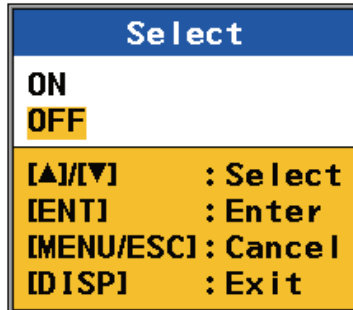 Select
ON
OFF
[▲]/[▼] : Select
[ENT] : Enter
[MENU/ESC] : Cancel
[DISP] : Exit